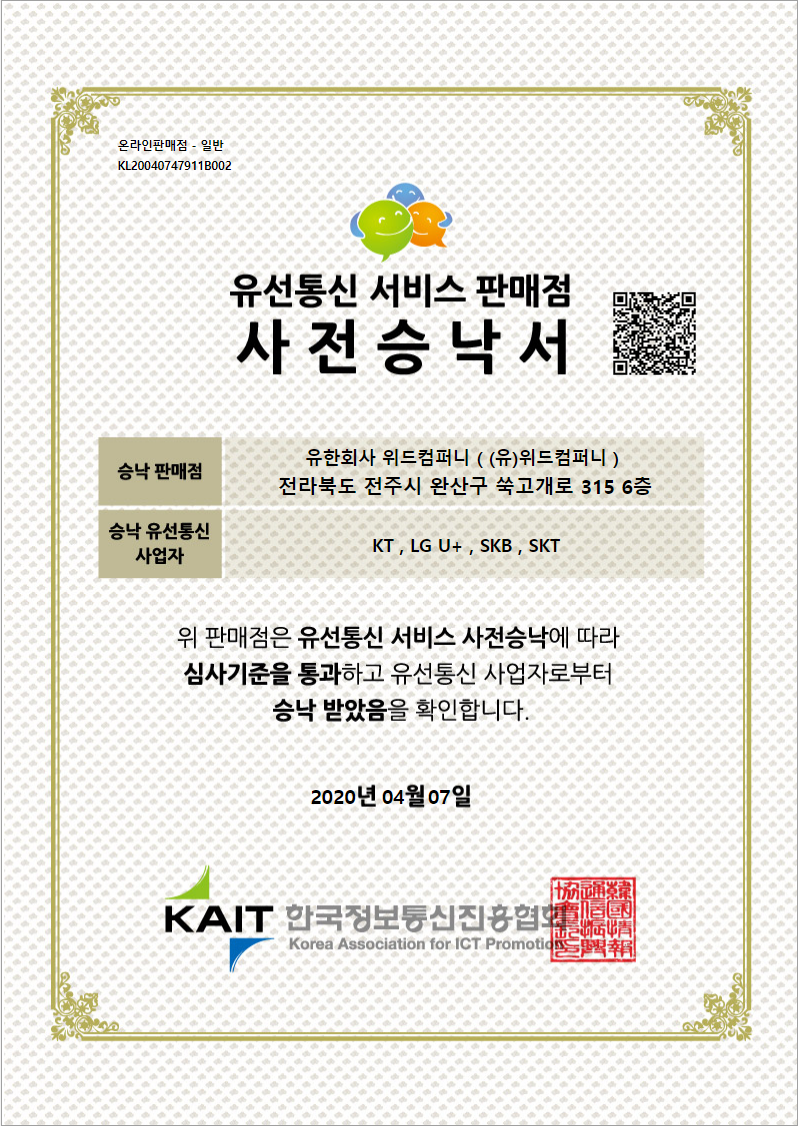 온라인판매점 - 일반
KL20040747911B002
유선통신 서비스 판매점
사전승낙서
승낙 판매점
유한회사 위드컴퍼니 ( (유)위드컴퍼니 )
전라북도 전주시 완산구 쑥고개로 315 6층
승낙 유선통신
사업자
KT , LG U+ , SKB , SKT
위 판매점은 유선통신 서비스 사전승낙에 따라
심사기준을 통과하고 유선통신 사업자로부터
승낙 받았음을 확인합니다.
2020년 04월 07일
KAIT 한국정보통신진흥협회
Korea Association for ICT Promotion